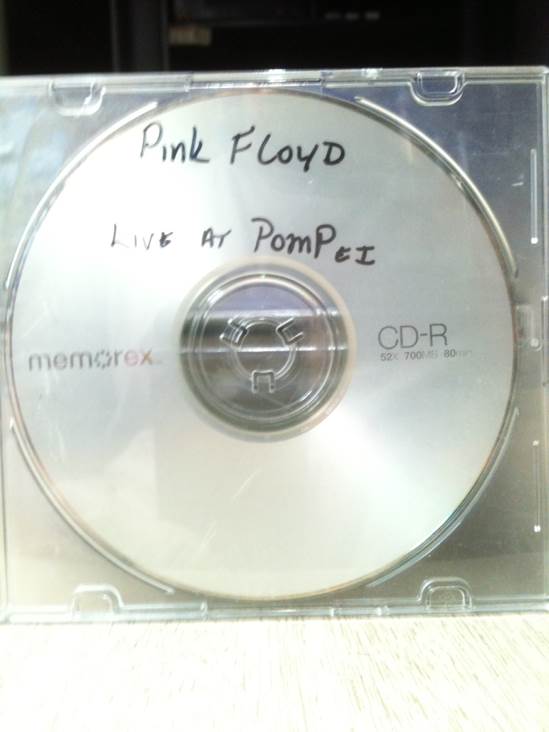 Pink Floyd
Live at Pompei
memorex
CD-R
52X 700MB 80min